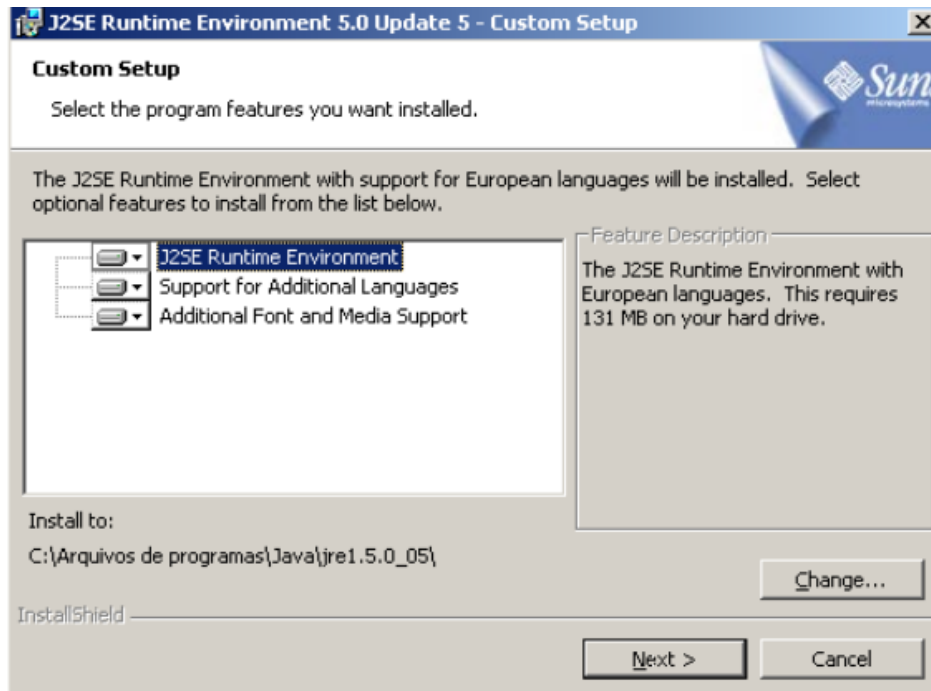 J2SE Runtime Environment 5.0 Update 5 - Custom Setup
Custom Setup
Select the program features you want installed.
Sun
microsystems
The J2SE Runtime Environment with support for European languages will be installed. Select
optional features to install from the list below.
J2SE Runtime Environment
Support for Additional Languages
Additional Font and Media Support
Feature Description
The J2SE Runtime Environment with
European languages. This requires
131 MB on your hard drive.
Install to:
C:\Arquivos de programas\Java\jre1.5.0_05\
Change...
InstallShield
Next >
Cancel